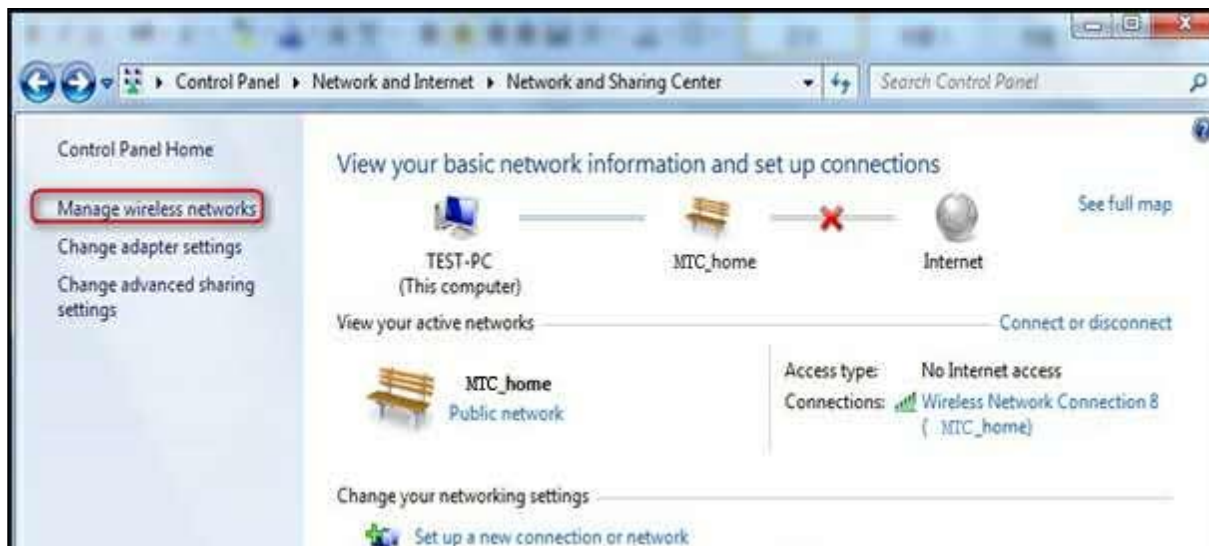 Control Panel ▸ Network and Internet ▸ Network and Sharing Center
Search Control Panel
Control Panel Home
Manage wireless networks
Change adapter settings
Change advanced sharing
settings
View your basic network information and set up connections
See full map
TEST-PC
(This computer)
MTC_home
Internet
View your active networks
Connect or disconnect
MTC_home
Public network
Access type: No Internet access
Connections: Wireless Network Connection 8
( MTC_home)
Change your networking settings
Set up a new connection or network